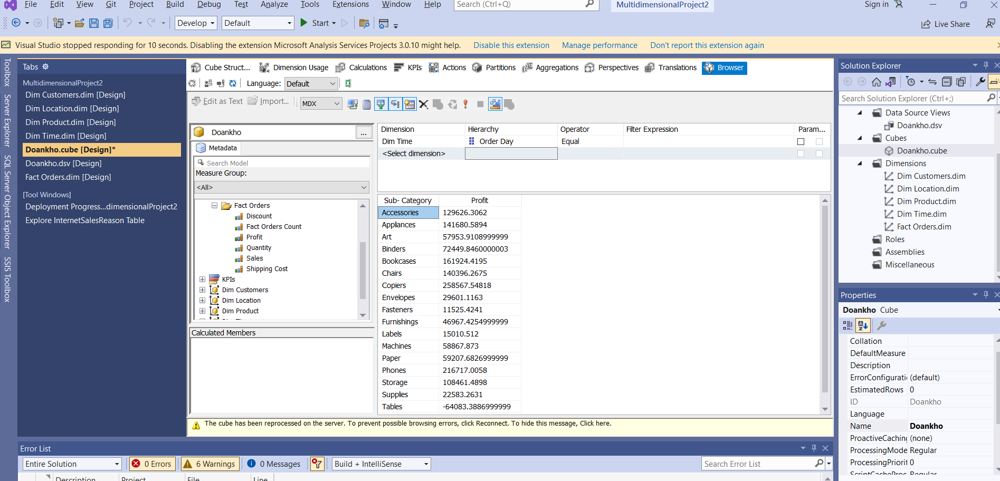 File Edit View Git Project Build Debug Test Analyze Tools Extensions Window Help Search (Ctrl+Q) MultidimensionalProject2 Sign in
Develop Default Start Live Share
Visual Studio stopped responding for 10 seconds. Disabling the extension Microsoft Analysis Services Projects 3.0.10 might help. Disable this extension Manage performance Don't report this extension again
Toolbox
Server Explorer
SQL Server Object Explorer
SSIS Toolbox
Tabs
MultidimensionalProject2
Dim Customers.dim [Design]
Dim Location.dim [Design]
Dim Product.dim [Design]
Dim Time.dim [Design]
Doankho.cube [Design]*
Doankho.dsv [Design]
Fact Orders.dim [Design]
[Tool Windows]
Deployment Progress...dimensionalProject2
Explore InternetSalesReason Table
Cube Struct... Dimension Usage Calculations KPIs Actions Partitions Aggregations Perspectives Translations Browser
Language: Default
Edit as Text Import... MDX
Doankho ...
Metadata
Search Model
Measure Group:
<All>
Fact Orders
Discount
Fact Orders Count
Profit
Quantity
Sales
Shipping Cost
KPIs
Dim Customers
Dim Location
Dim Product
Calculated Members
Dimension Hierarchy Operator Filter Expression Param...
Dim Time Order Day Equal
<Select dimension>
Sub- Category Profit
Accessories 129626.3062
Appliances 141680.5894
Art 57953.9108999999
Binders 72449.8460000003
Bookcases 161924.4195
Chairs 140396.2675
Copiers 258567.54818
Envelopes 29601.1163
Fasteners 11525.4241
Furnishings 46967.4254999999
Labels 15010.512
Machines 58867.873
Paper 59207.6826999999
Phones 216717.0058
Storage 108461.4898
Supplies 22583.2631
Tables -64083.3886999999
The cube has been reprocessed on the server. To prevent possible browsing errors, click Reconnect. To hide this message, Click here.
Solution Explorer
Search Solution Explorer (Ctrl+;)
Data Source Views
Doankho.dsv
Cubes
Doankho.cube
Dimensions
Dim Customers.dim
Dim Location.dim
Dim Product.dim
Dim Time.dim
Fact Orders.dim
Roles
Assemblies
Miscellaneous
Properties
Doankho Cube
Collation
DefaultMeasure
Description
ErrorConfigurati (default)
EstimatedRows 0
ID Doankho
Language
Name Doankho
ProactiveCaching (none)
ProcessingMode Regular
ProcessingPriorit 0
ScriptCacheProc Regular
Error List
Entire Solution 0 Errors 6 Warnings 0 Messages Build + IntelliSense Search Error List
Description Project File Line